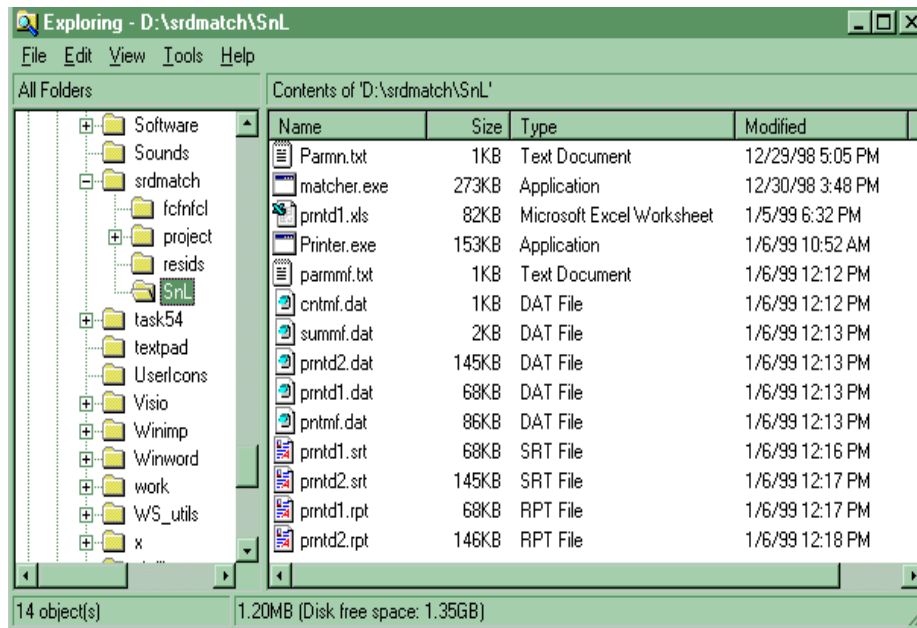 Exploring - D:\srdmatch\SnL
File Edit View Tools Help
All Folders Contents of 'D:\srdmatch\SnL'
Software
Sounds
srdmatch
fcfnfcl
project
resids
SnL
task54
textpad
UserIcons
Visio
Winimp
Winword
work
WS_utils
x
Name Size Type Modified
Parmn.txt 1KB Text Document 12/29/98 5:05 PM
matcher.exe 273KB Application 12/30/98 3:48 PM
prntd1.xls 82KB Microsoft Excel Worksheet 1/5/99 6:32 PM
Printer.exe 153KB Application 1/6/99 10:52 AM
parmmf.txt 1KB Text Document 1/6/99 12:12 PM
cntmf.dat 1KB DAT File 1/6/99 12:12 PM
summf.dat 2KB DAT File 1/6/99 12:13 PM
prntd2.dat 145KB DAT File 1/6/99 12:13 PM
prntd1.dat 68KB DAT File 1/6/99 12:13 PM
pntmf.dat 86KB DAT File 1/6/99 12:13 PM
prntd1.srt 68KB SRT File 1/6/99 12:16 PM
prntd2.srt 145KB SRT File 1/6/99 12:17 PM
prntd1.rpt 68KB RPT File 1/6/99 12:17 PM
prntd2.rpt 146KB RPT File 1/6/99 12:18 PM
14 object(s) 1.20MB (Disk free space: 1.35GB)